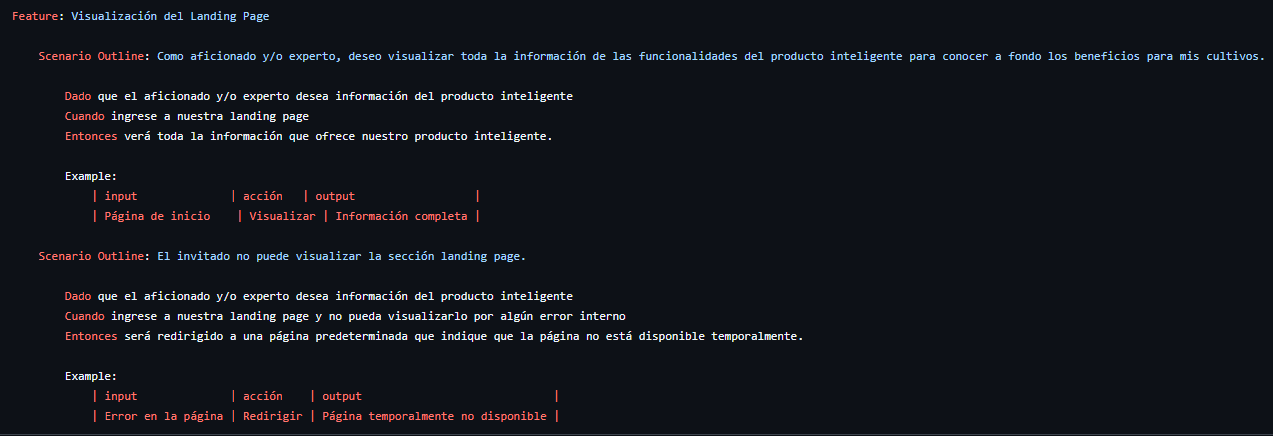 Feature: Visualización del Landing Page
Scenario Outline: Como aficionado y/o experto, deseo visualizar toda la información de las funcionalidades del producto inteligente para conocer a fondo los beneficios para mis cultivos.
Dado que el aficionado y/o experto desea información del producto inteligente
Cuando ingrese a nuestra landing page
Entonces verá toda la información que ofrece nuestro producto inteligente.
Example:
| input | acción | output |
| Página de inicio | Visualizar | Información completa |
Scenario Outline: El invitado no puede visualizar la sección landing page.
Dado que el aficionado y/o experto desea información del producto inteligente
Cuando ingrese a nuestra landing page y no pueda visualizarlo por algún error interno
Entonces será redirigido a una página predeterminada que indique que la página no está disponible temporalmente.
Example:
| input | acción | output |
| Error en la página | Redirigir | Página temporalmente no disponible |